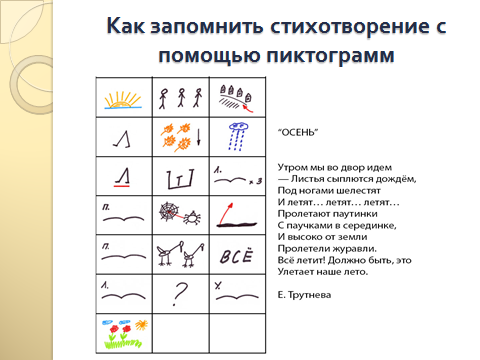 Как запомнить стихотворение с
помощью пиктограмм
Л
Л
Т
Л. × 3
П.
П.
ВСЁ
Л.
?
У.
"ОСЕНЬ"
Утром мы во двор идем
— Листья сыплются дождём,
Под ногами шелестят
И летят… летят… летят…
Пролетают паутинки
С паучками в серединке,
И высоко от земли
Пролетели журавли.
Всё летит! Должно быть, это
Улетает наше лето.
Е. Трутнева